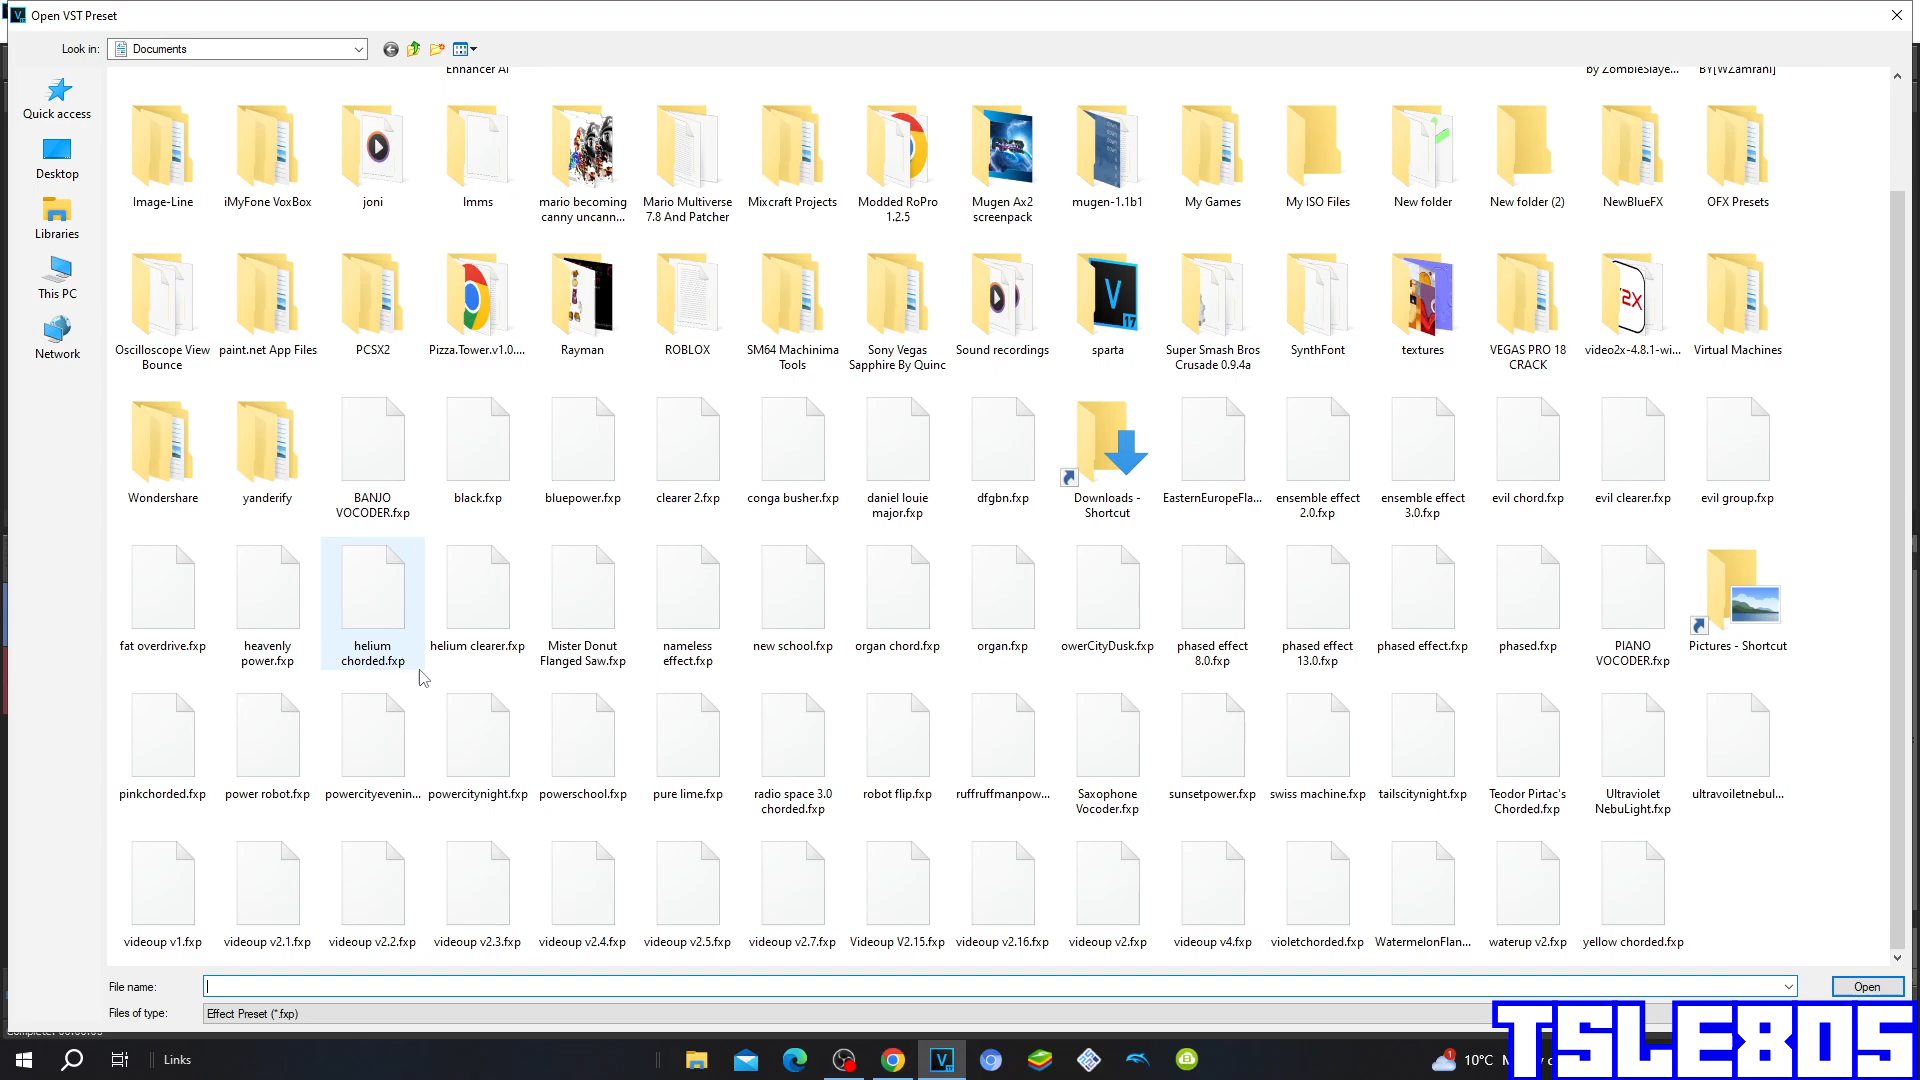 Open VST Preset
Look in:
Documents
Quick access
Desktop
Libraries
This PC
Network
Enhancer AI
by ZombieSlaye...
BY[WZamrani]
Image-Line
iMyFone VoxBox
joni
lmms
mario becoming
canny uncann...
Mario Multiverse
7.8 And Patcher
Mixcraft Projects
Modded RoPro
1.2.5
Mugen Ax2
screenpack
mugen-1.1b1
My Games
My ISO Files
New folder
New folder (2)
NewBlueFX
OFX Presets
Oscilloscope View
Bounce
paint.net App Files
PCSX2
Pizza.Tower.v1.0....
Rayman
ROBLOX
SM64 Machinima
Tools
Sony Vegas
Sapphire By Quinc
Sound recordings
sparta
Super Smash Bros
Crusade 0.9.4a
SynthFont
textures
VEGAS PRO 18
CRACK
video2x-4.8.1-wi...
Virtual Machines
Wondershare
yanderify
BANJO
VOCODER.fxp
black.fxp
bluepower.fxp
clearer 2.fxp
conga busher.fxp
daniel louie
major.fxp
dfgbn.fxp
Downloads -
Shortcut
EasternEuropeFla...
ensemble effect
2.0.fxp
ensemble effect
3.0.fxp
evil chord.fxp
evil clearer.fxp
evil group.fxp
fat overdrive.fxp
heavenly
power.fxp
helium
chorded.fxp
helium clearer.fxp
Mister Donut
Flanged Saw.fxp
nameless
effect.fxp
new school.fxp
organ chord.fxp
organ.fxp
owerCityDusk.fxp
phased effect
8.0.fxp
phased effect
13.0.fxp
phased effect.fxp
phased.fxp
PIANO
VOCODER.fxp
Pictures - Shortcut
pinkchorded.fxp
power robot.fxp
powercityevenin...
powercitynight.fxp
powerschool.fxp
pure lime.fxp
radio space 3.0
chorded.fxp
robot flip.fxp
ruffruffmanpow...
Saxophone
Vocoder.fxp
sunsetpower.fxp
swiss machine.fxp
tailscitynight.fxp
Teodor Pirtac's
Chorded.fxp
Ultraviolet
NebuLight.fxp
ultravoiletnebul...
videoup v1.fxp
videoup v2.1.fxp
videoup v2.2.fxp
videoup v2.3.fxp
videoup v2.4.fxp
videoup v2.5.fxp
videoup v2.7.fxp
Videoup V2.15.fxp
videoup v2.16.fxp
videoup v2.fxp
videoup v4.fxp
violetchorded.fxp
WatermelonFlan...
waterup v2.fxp
yellow chorded.fxp
File name:
Open
Files of type:
Effect Preset (*.fxp)
Links
10°C
TSLE8OS